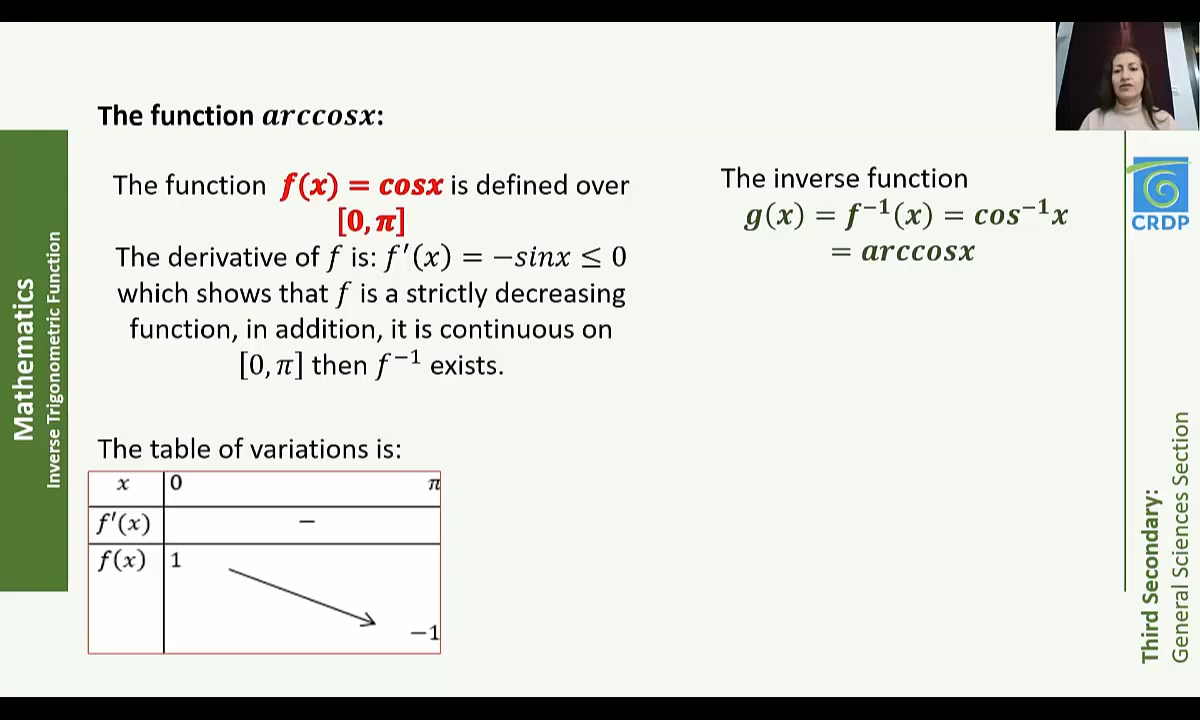 The function arccosx:
The function f(x) = cosx is defined over
[0, π]
The derivative of f is: f′(x) = −sinx ≤ 0
which shows that f is a strictly decreasing
function, in addition, it is continuous on
[0, π] then f⁻¹ exists.
The table of variations is:
x 0 π
f′(x) −
f(x) 1
−1
The inverse function
g(x) = f⁻¹(x) = cos⁻¹x
= arccosx
Mathematics
Inverse Trigonometric Function
CRDP
Third Secondary:
General Sciences Section